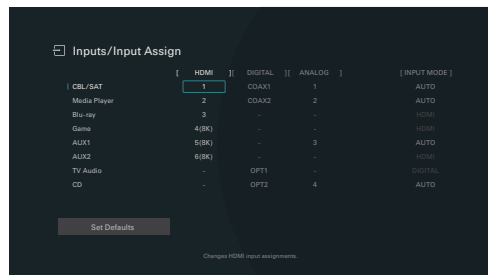 Inputs/Input Assign
[ HDMI ][ DIGITAL ][ ANALOG ] [ INPUT MODE ]
CBL/SAT 1 COAX1 1 AUTO
Media Player 2 COAX2 2 AUTO
Blu-ray 3 - - HDMI
Game 4(8K) - - HDMI
AUX1 5(8K) - 3 AUTO
AUX2 6(8K) - - HDMI
TV Audio - OPT1 - DIGITAL
CD - OPT2 4 AUTO
Set Defaults
Changes HDMI input assignments.